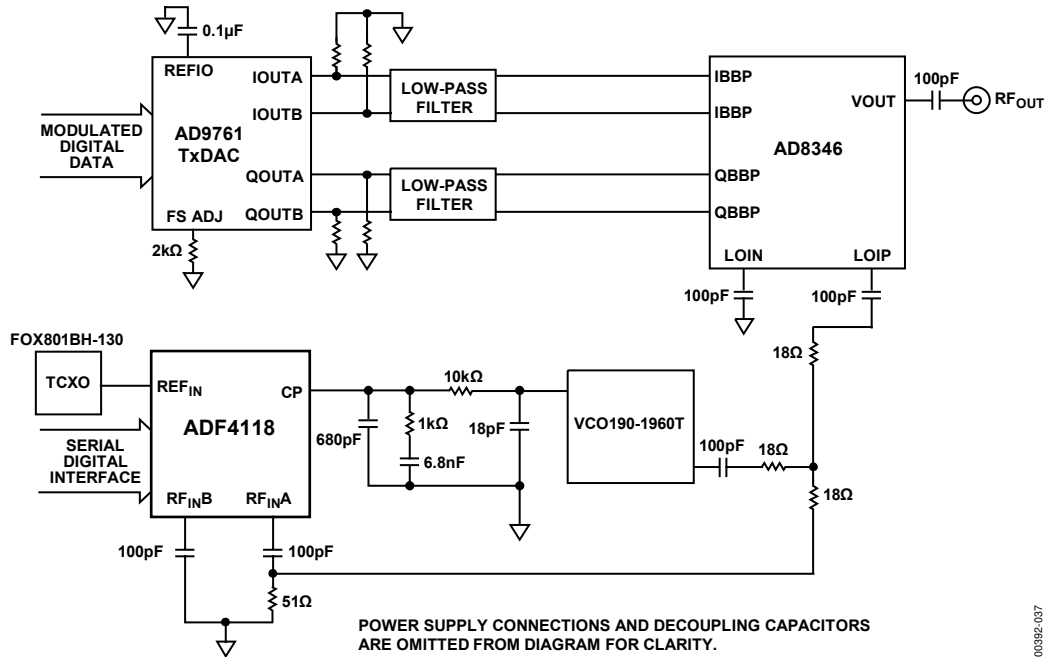 0.1µF
REFIO
IOUTA
IOUTB
QOUTA
QOUTB
FS ADJ
AD9761
TxDAC
MODULATED
DIGITAL
DATA
2kΩ
LOW-PASS
FILTER
LOW-PASS
FILTER
IBBP
IBBP
QBBP
QBBP
AD8346
VOUT
LOIN
LOIP
100pF
RFOUT
100pF
100pF
18Ω
FOX801BH-130
TCXO
REFIN
CP
ADF4118
SERIAL
DIGITAL
INTERFACE
RFINB
RFINA
100pF
100pF
51Ω
680pF
1kΩ
6.8nF
10kΩ
18pF
VCO190-1960T
100pF
18Ω
18Ω
POWER SUPPLY CONNECTIONS AND DECOUPLING CAPACITORS
ARE OMITTED FROM DIAGRAM FOR CLARITY.
00392-037